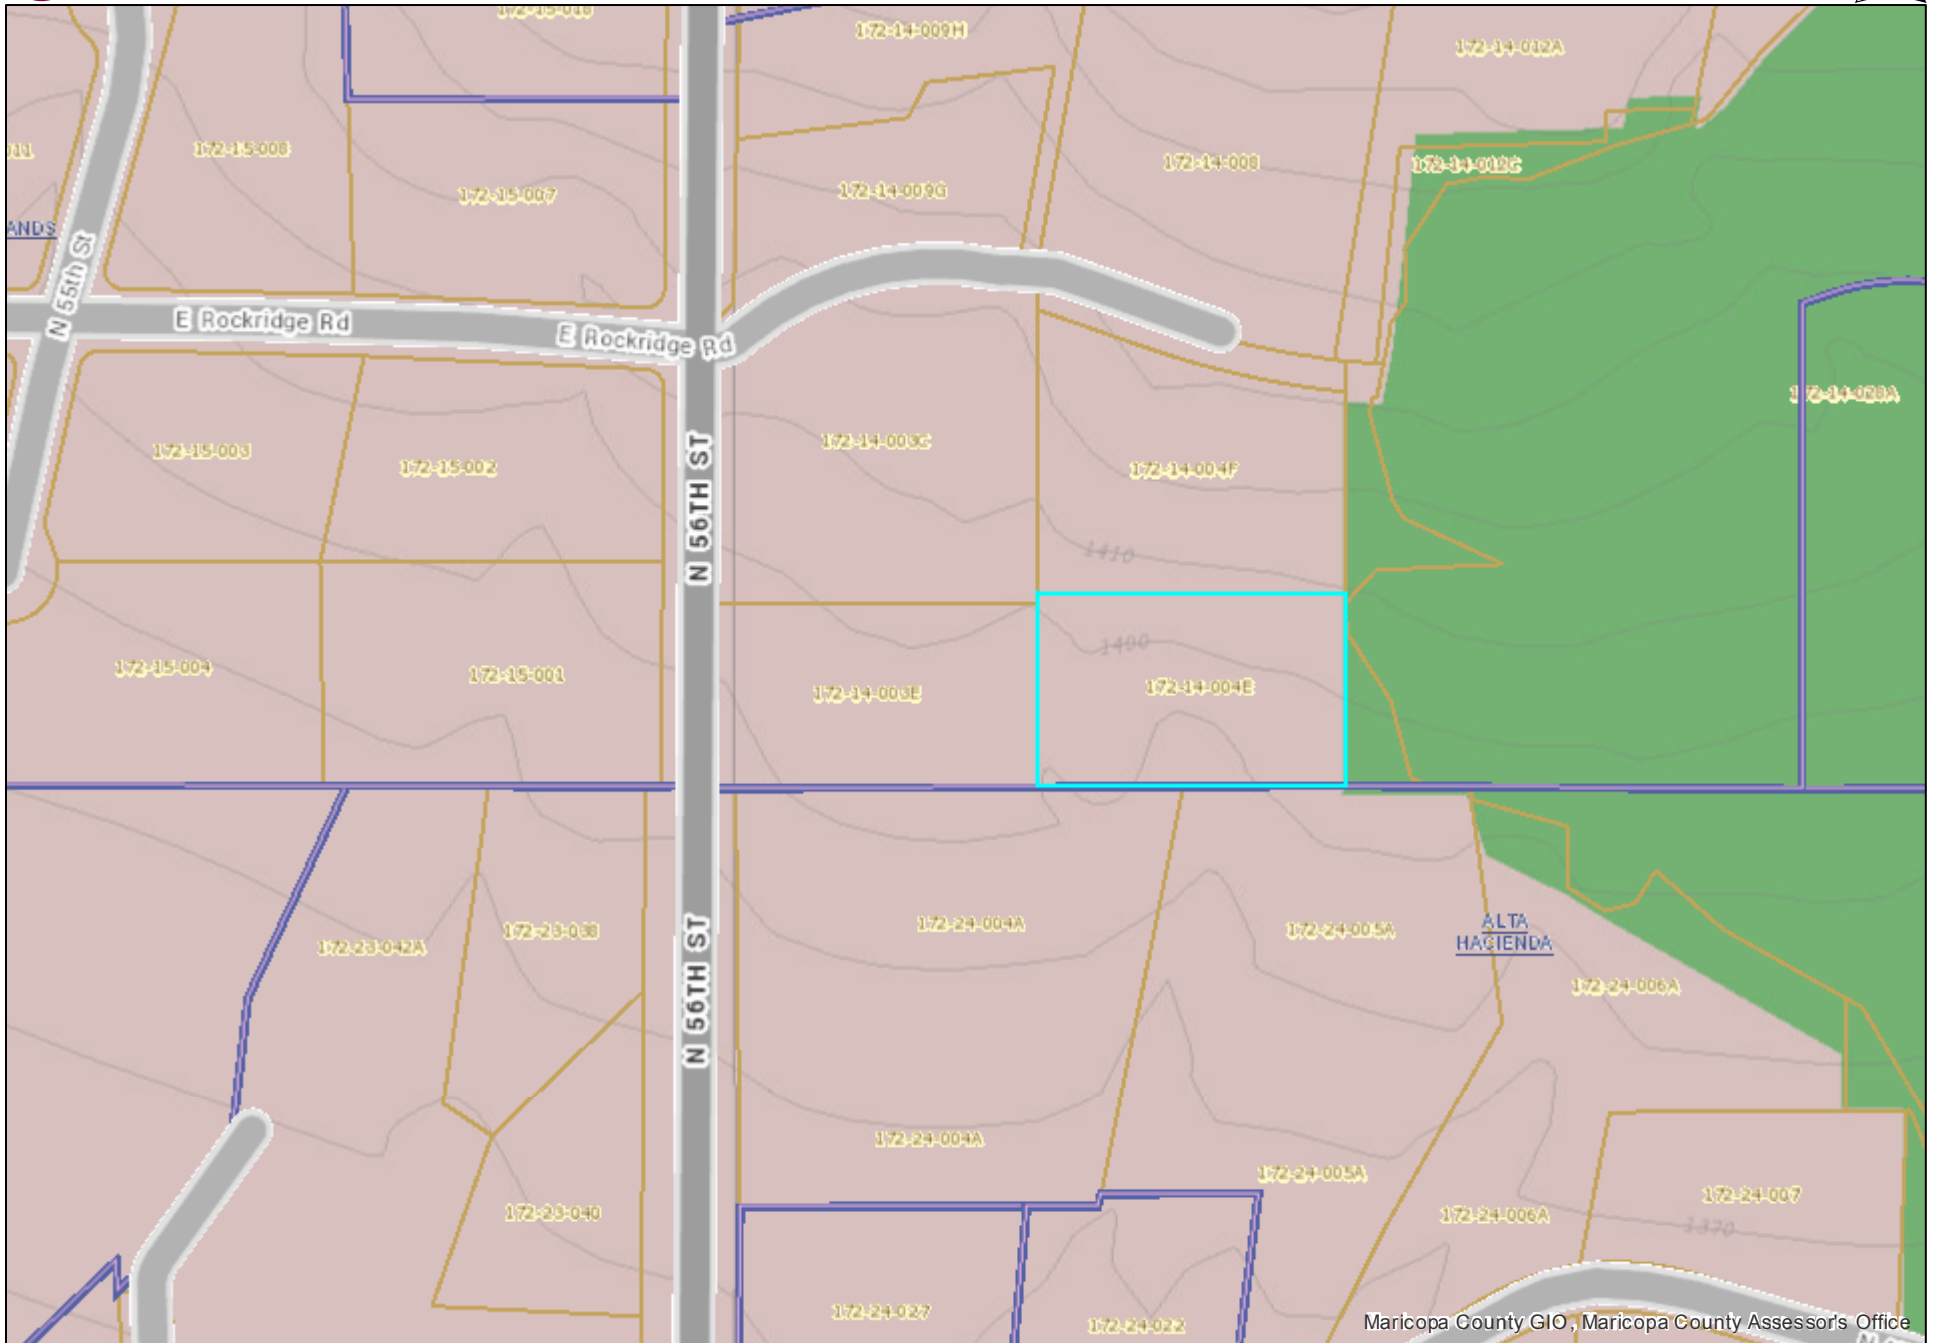 172-14-009H
172-14-012A
011
172-15-008
172-15-007
172-14-009G
172-14-008
172-14-012C
ANDS
N 55th St
E Rockridge Rd
E Rockridge Rd
172-14-028A
172-15-003
172-15-002
N 56TH ST
172-14-003C
172-14-004F
1410
1400
172-15-004
172-15-001
172-14-003E
172-14-004E
172-23-042A
172-23-038
N 56TH ST
172-24-004A
172-24-005A
ALTA
HACIENDA
172-24-006A
172-24-004A
172-24-005A
172-23-040
172-24-006A
172-24-007
1370
172-24-027
172-24-022
Maricopa County GIO, Maricopa County Assessor's Office